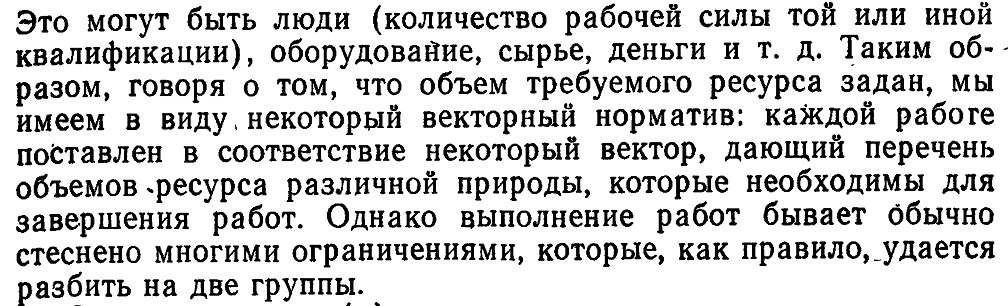 Это могут быть люди (количество рабочей силы той или иной
квалификации), оборудование, сырье, деньги и т. д. Таким об-
разом, говоря о том, что объем требуемого ресурса задан, мы
имеем в виду некоторый векторный норматив: каждой работе
поставлен в соответствие некоторый вектор, дающий перечень
объемов ресурса различной природы, которые необходимы для
завершения работ. Однако выполнение работ бывает обычно
стеснено многими ограничениями, которые, как правило, удается
разбить на две группы.